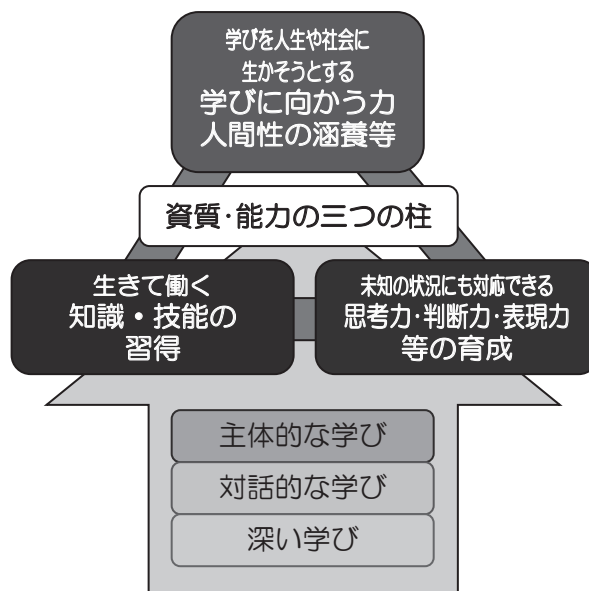 学びを人生や社会に
生かそうとする
学びに向かう力
人間性の涵養等
資質・能力の三つの柱
生きて働く
知識・技能の
習得
未知の状況にも対応できる
思考力・判断力・表現力
等の育成
主体的な学び
対話的な学び
深い学び